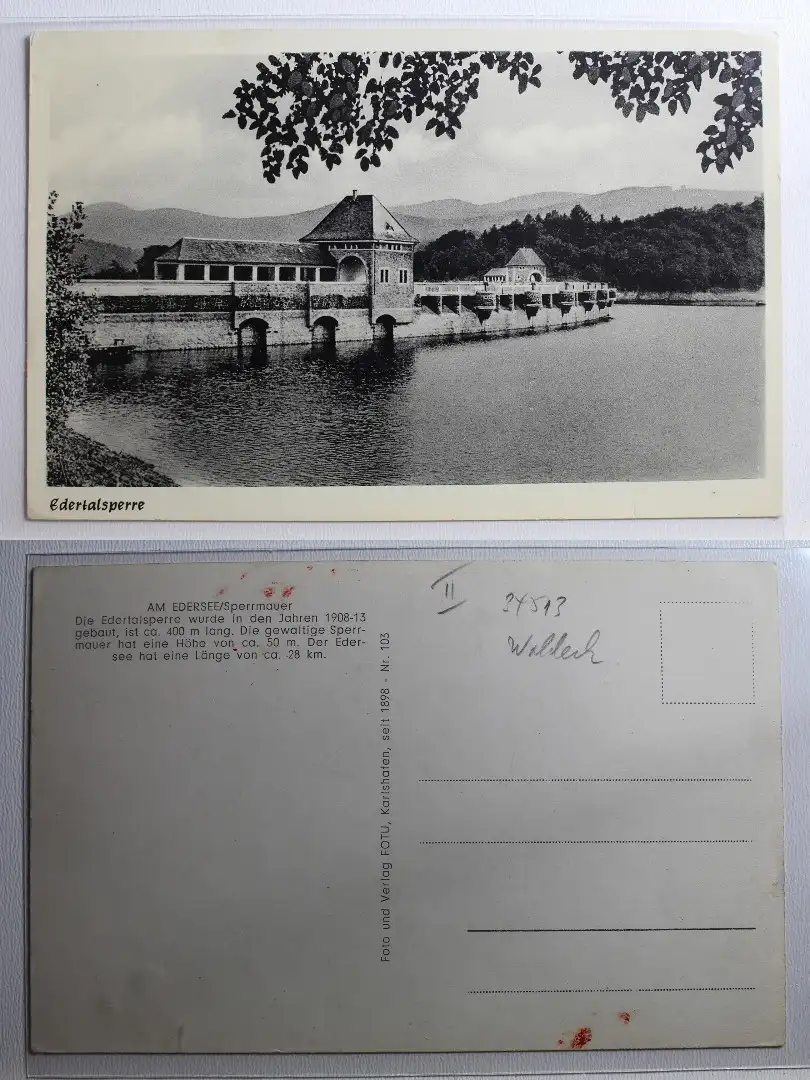 Edertalsperre
AM EDERSEE/Sperrmauer
Die Edertalsperre wurde in den Jahren 1908-13
gebaut, ist ca. 400 m lang. Die gewaltige Sperr-
mauer hat eine Höhe von ca. 50 m. Der Eder-
see hat eine Länge von ca. 28 km.
Foto und Verlag FOTU, Karlshafen, seit 1898 - Nr. 103
II
34513
Waldeck